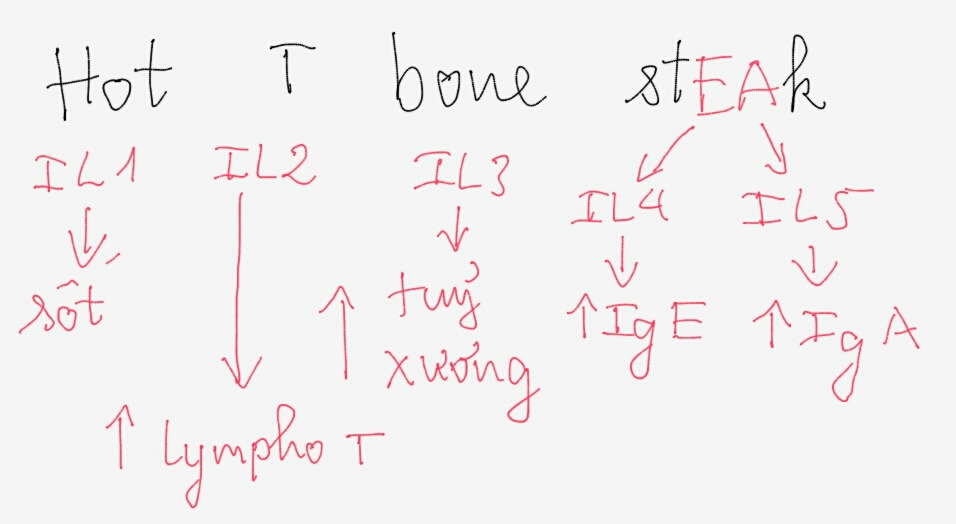 Hot T bone stEAk
IL1 IL2 IL3 IL4 IL5
sốt ↑ tuỷ ↑ IgE ↑ IgA
xương
↑ lympho T